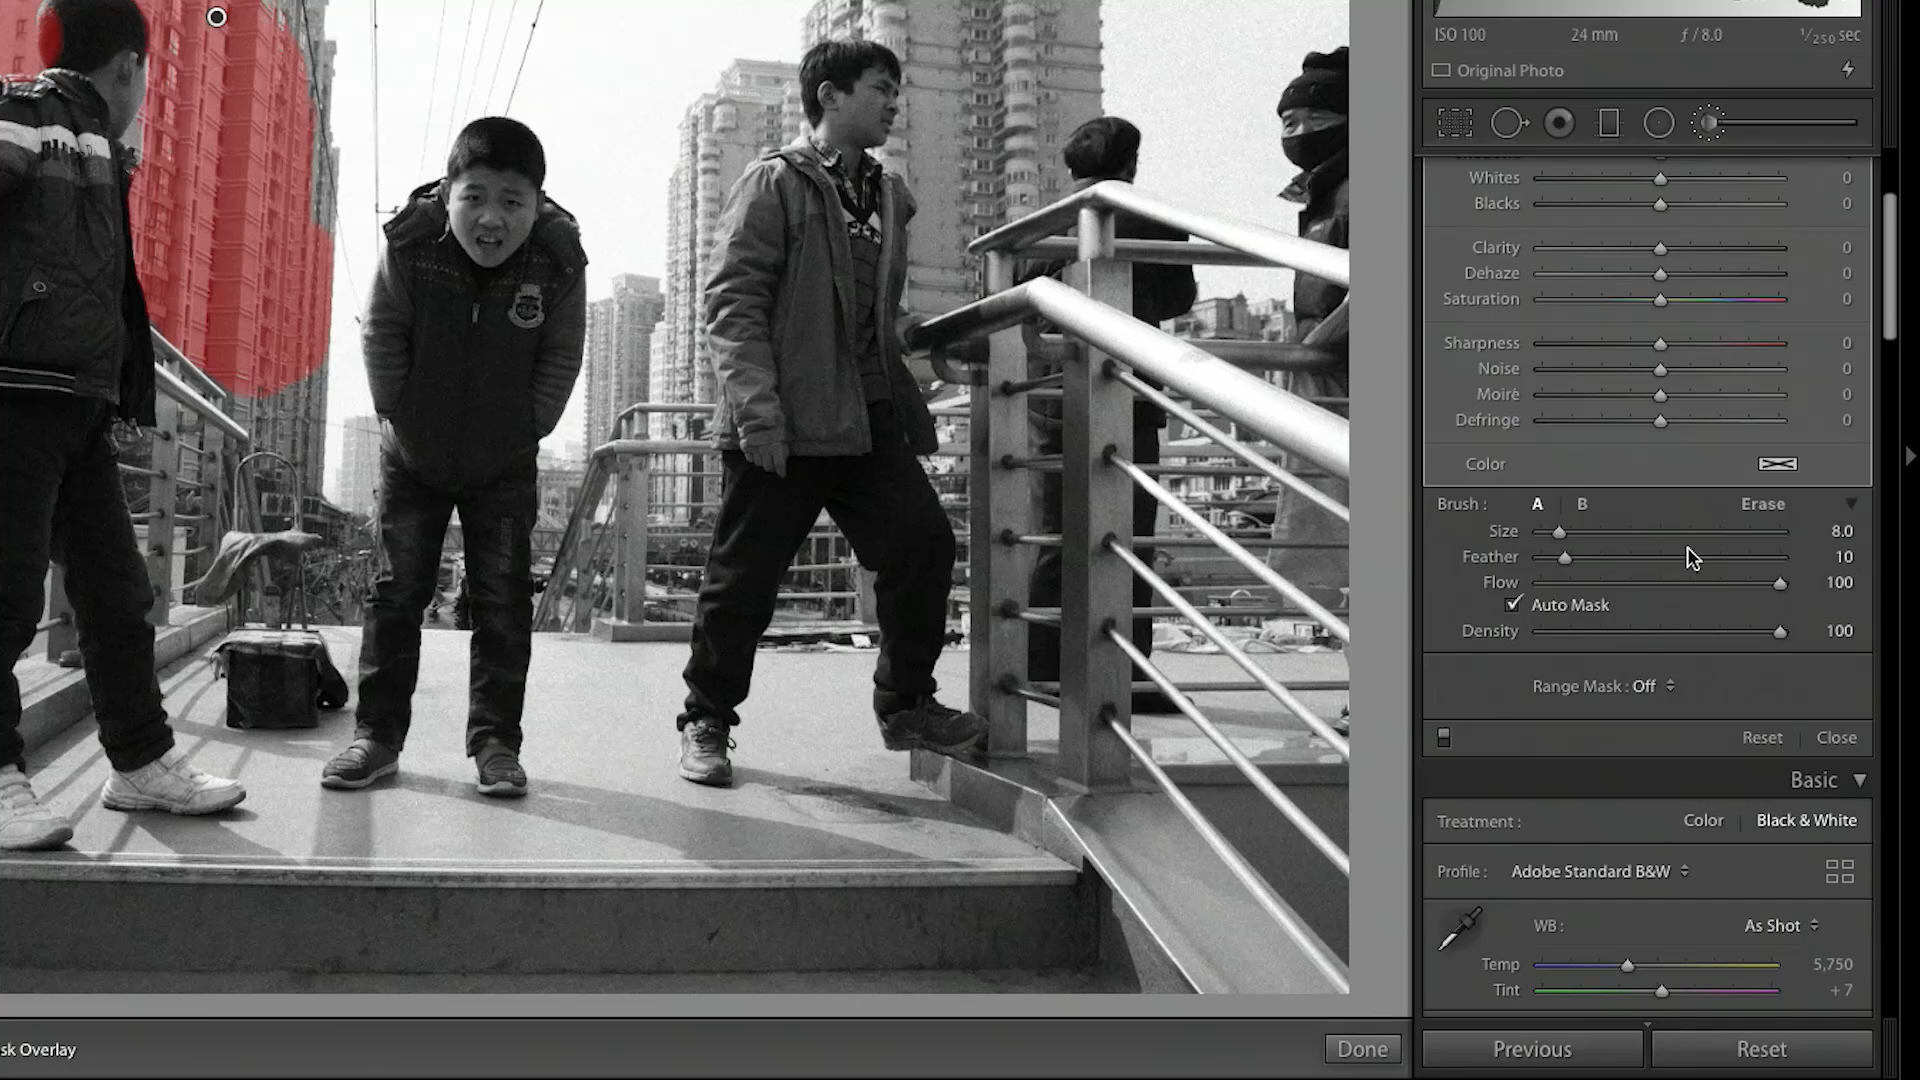 ISO 100 24 mm ƒ / 8.0 1/250 sec
Original Photo
Whites 0
Blacks 0
Clarity 0
Dehaze 0
Saturation 0
Sharpness 0
Noise 0
Moiré 0
Defringe 0
Color
Brush : A B Erase
Size 8.0
Feather 10
Flow 100
Auto Mask
Density 100
Range Mask : Off
Reset Close
Basic
Treatment : Color Black & White
Profile : Adobe Standard B&W
WB : As Shot
Temp 5,750
Tint + 7
sk Overlay
Done
Previous Reset